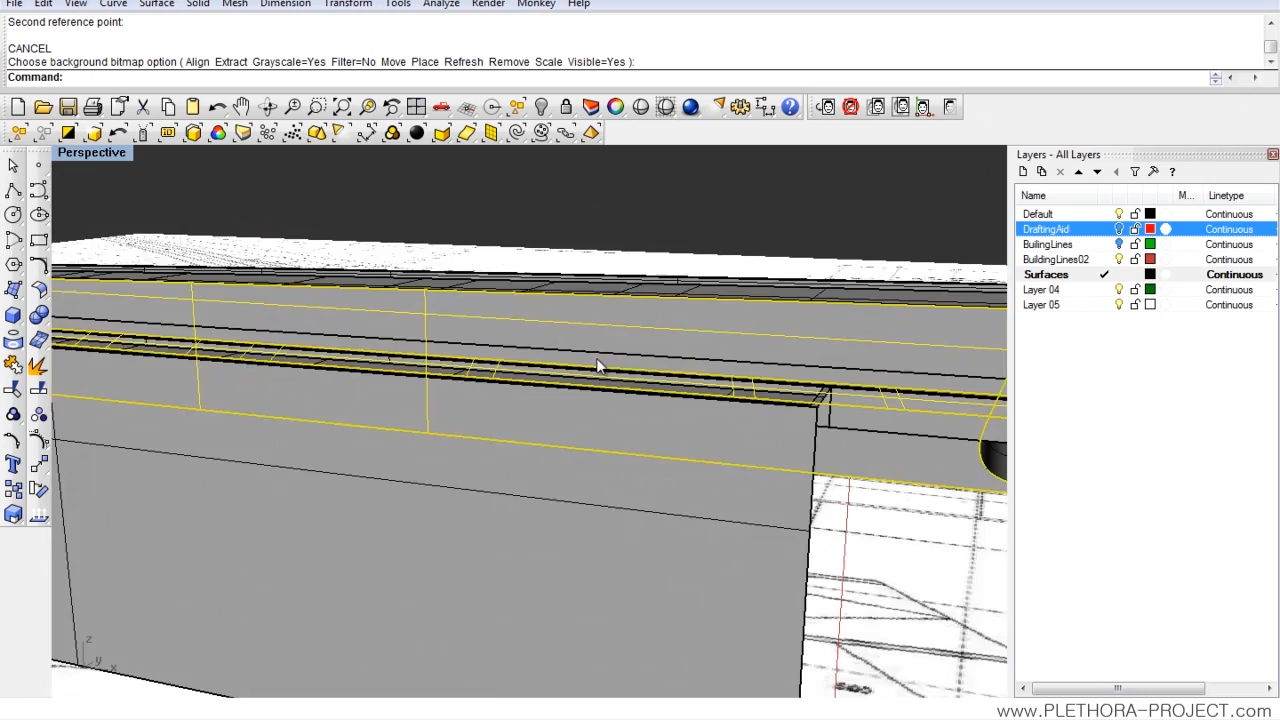 File Edit View Curve Surface Solid Mesh Dimension Transform Tools Analyze Render Monkey Help
Second reference point:
CANCEL
Choose background bitmap option ( Align Extract Grayscale=Yes Filter=No Move Place Refresh Remove Scale Visible=Yes ):
Command:
Perspective
Layers - All Layers
Name M... Linetype
Default Continuous
DraftingAid Continuous
BuilingLines Continuous
BuildingLines02 Continuous
Surfaces Continuous
Layer 04 Continuous
Layer 05 Continuous
z
y x
www.PLETHORA-PROJECT.com